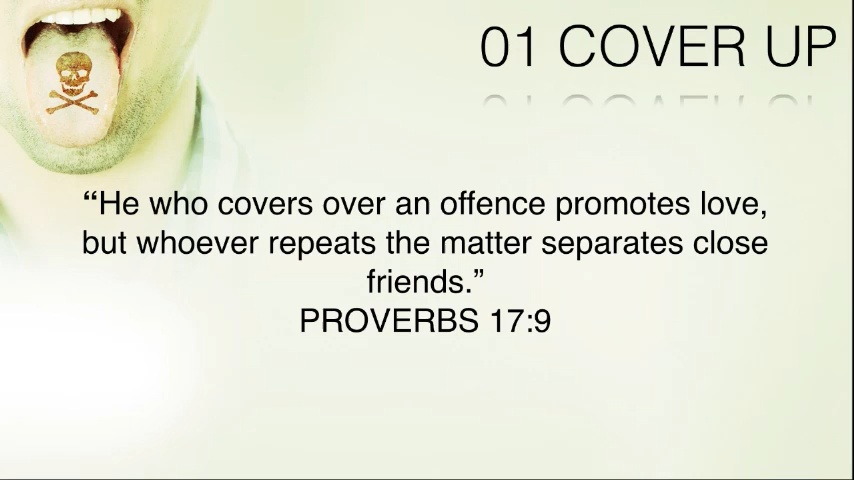 01 COVER UP
“He who covers over an offence promotes love,
but whoever repeats the matter separates close
friends.”
PROVERBS 17:9